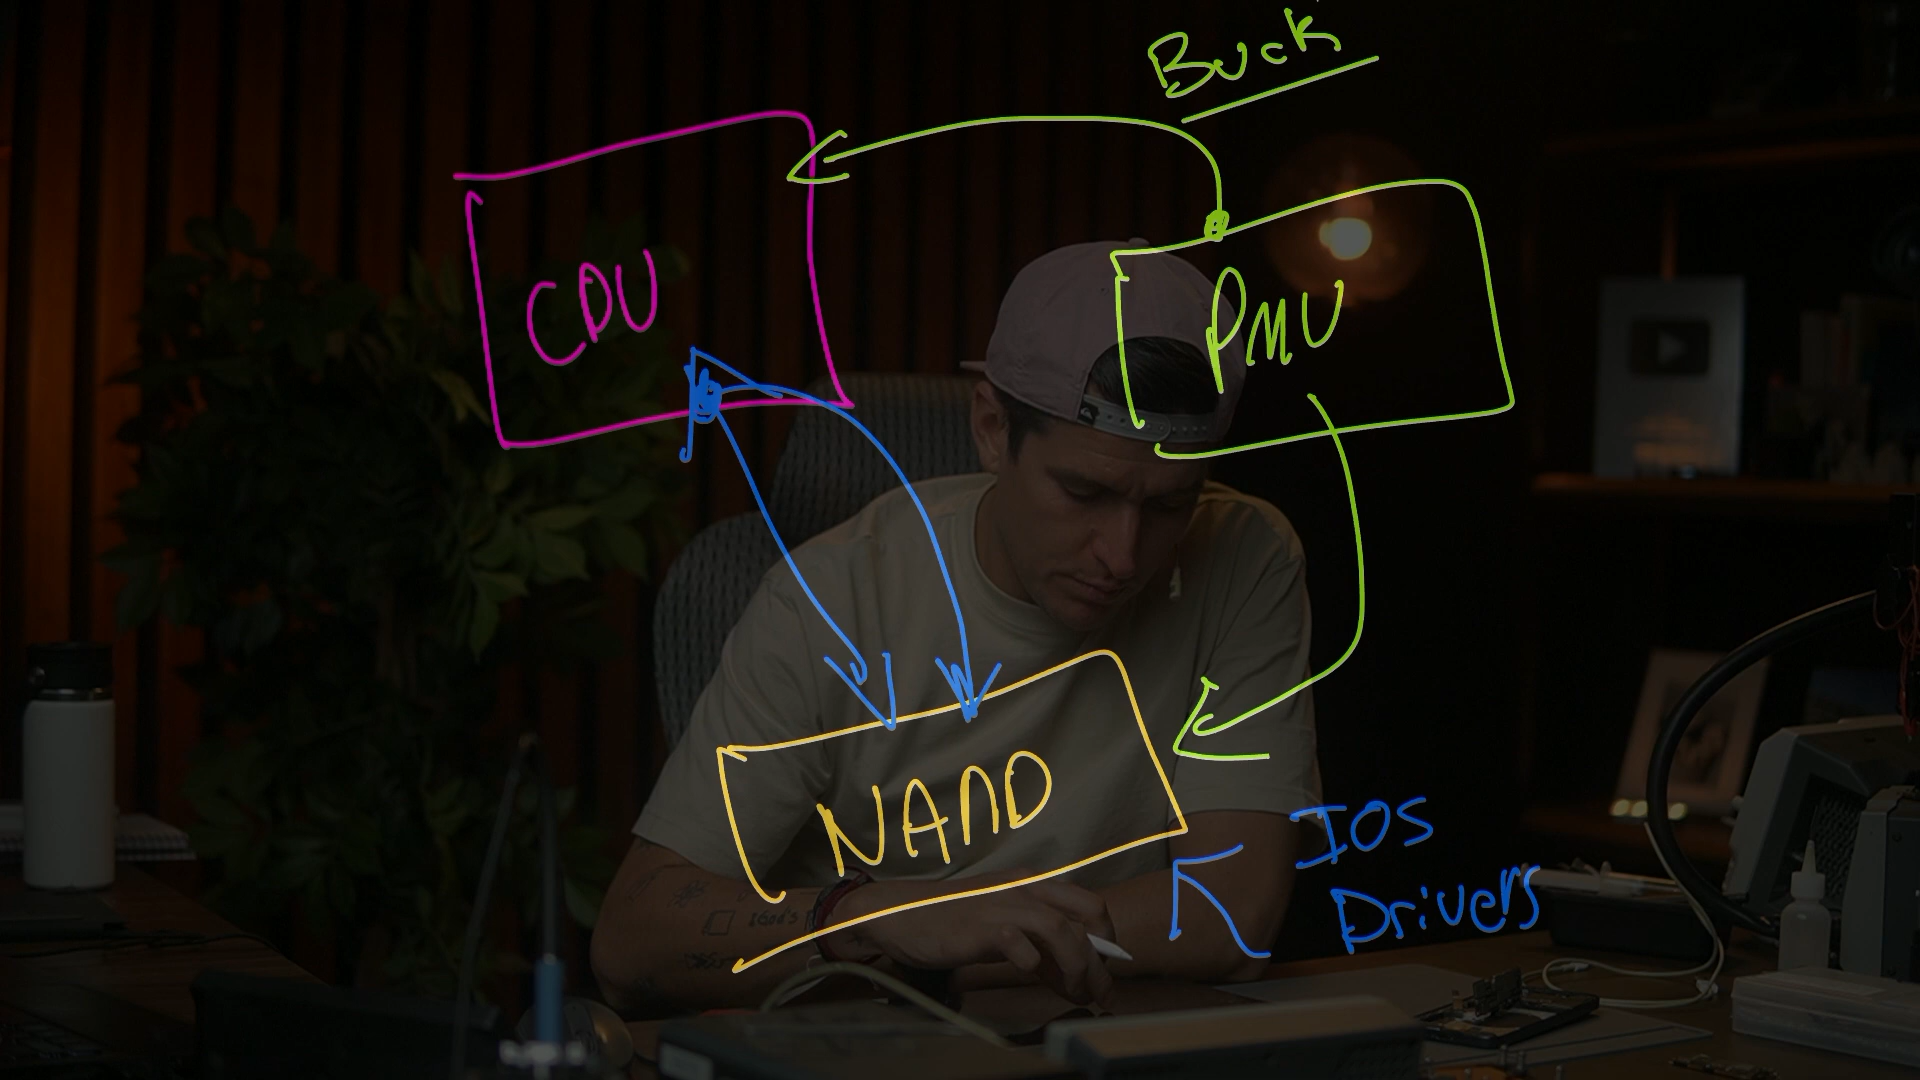 Buck
CPU
PMU
NAND
IOS
Drivers